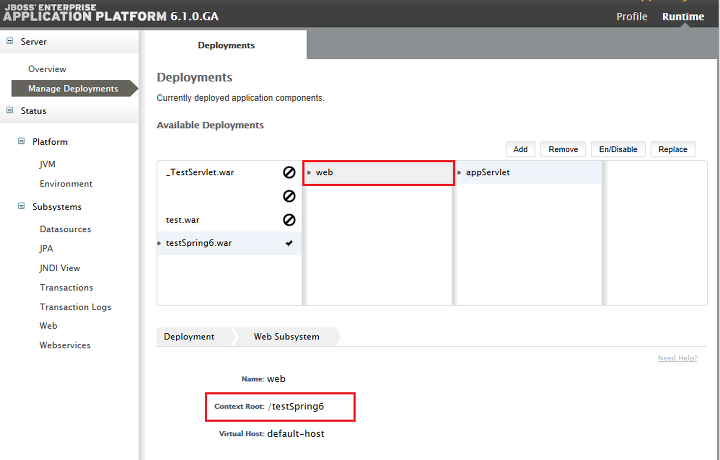 JBOSS' ENTERPRISE
APPLICATION PLATFORM 6.1.0.GA
Profile
Runtime
Server
Overview
Manage Deployments
Status
Platform
JVM
Environment
Subsystems
Datasources
JPA
JNDI View
Transactions
Transaction Logs
Web
Webservices
Deployments
Deployments
Currently deployed application components.
Available Deployments
Add
Remove
En/Disable
Replace
_TestServlet.war
test.war
testSpring6.war
web
appServlet
Deployment
Web Subsystem
Need Help?
Name: web
Context Root: /testSpring6
Virtual Host: default-host